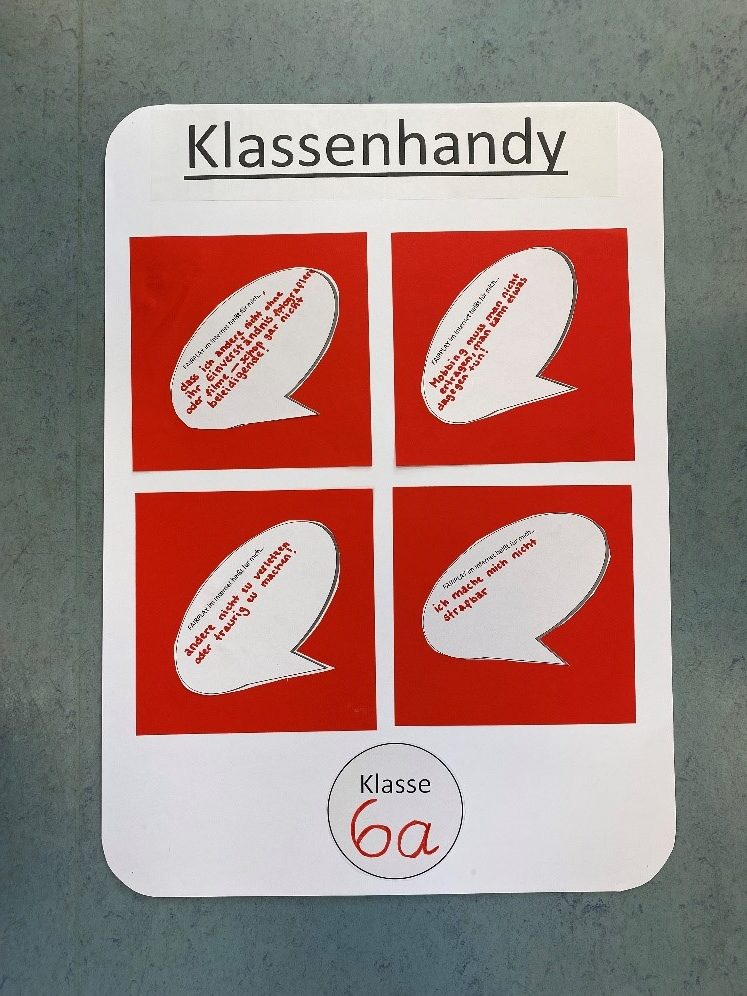 Klassenhandy
FAIRPLAY im Internet heißt für mich...,
dass ich andere nicht ohne
ihr Einverständnis fotografiere
oder filme – schon gar nicht
beleidigende!
FAIRPLAY im Internet heißt für mich...
Mobbing muss man nicht
ertragen, man kann etwas
dagegen tun!
FAIRPLAY im Internet heißt für mich...
andere nicht zu verletzen
oder traurig zu machen!
FAIRPLAY im Internet heißt für mich...
ich mache mich nicht
strafbar
Klasse
6a